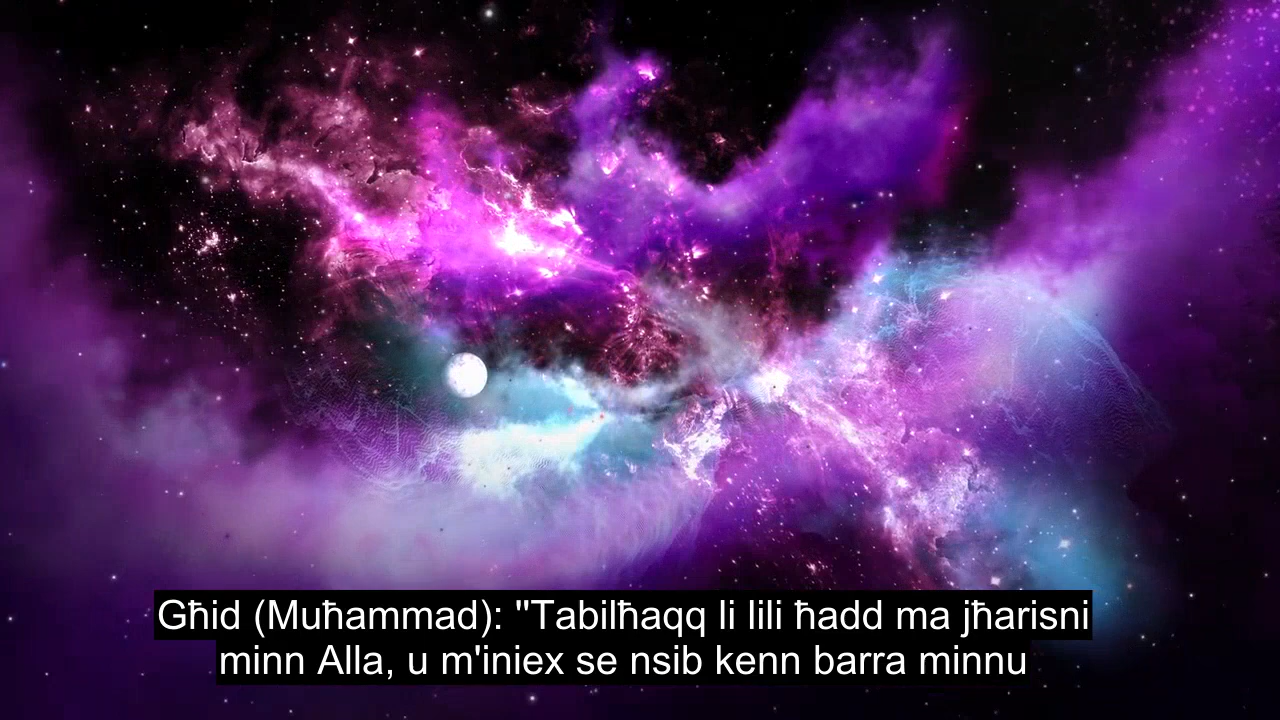 Għid (Muħammad): "Tabilħaqq li lili ħadd ma jħarisni
minn Alla, u m'iniex se nsib kenn barra minnu